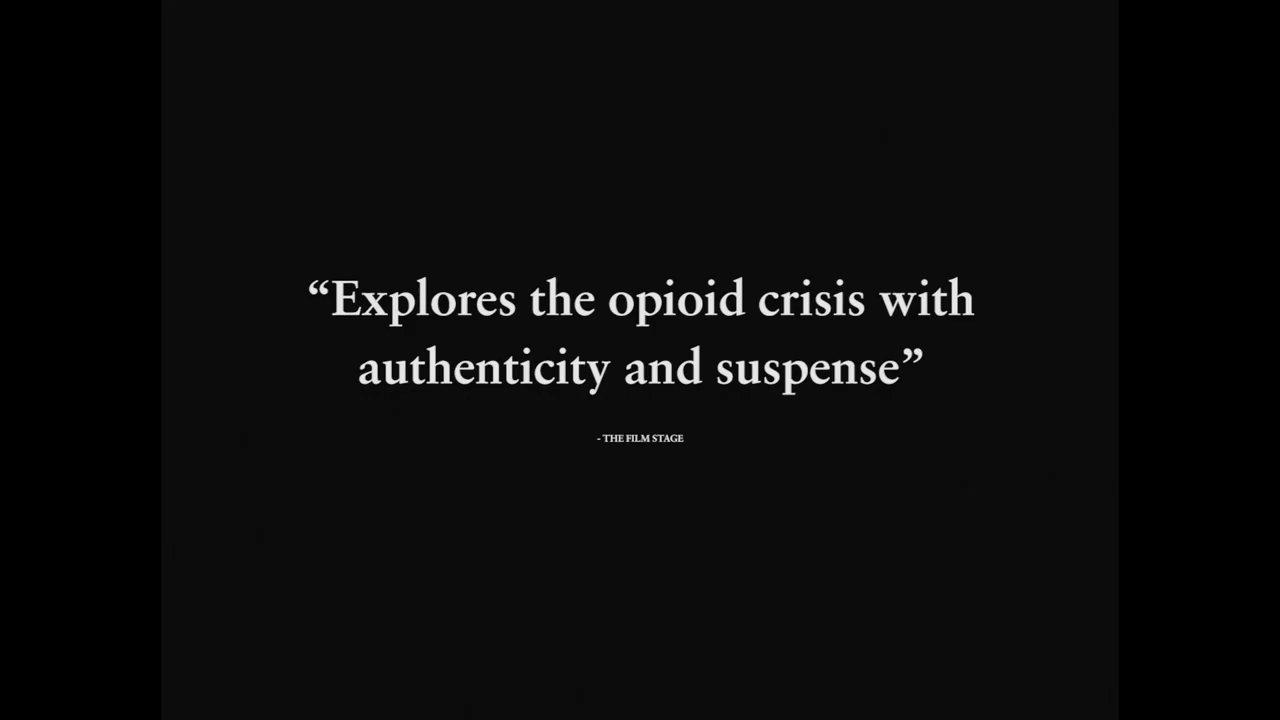 “Explores the opioid crisis with
authenticity and suspense”
- THE FILM STAGE